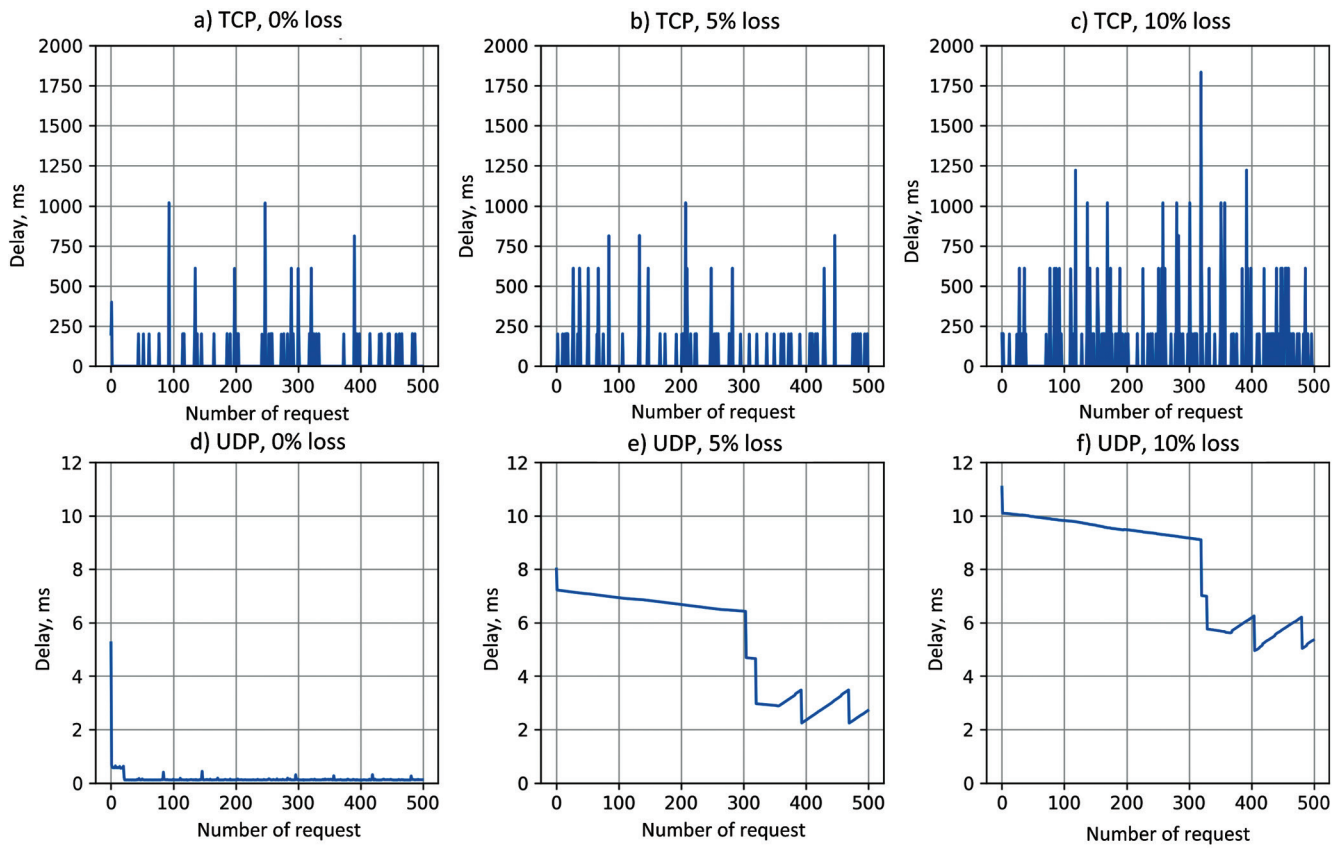 a) TCP, 0% loss
2000
1750
1500
1250
1000
750
500
250
0
Delay, ms
0 100 200 300 400 500
Number of request
b) TCP, 5% loss
2000
1750
1500
1250
1000
750
500
250
0
Delay, ms
0 100 200 300 400 500
Number of request
c) TCP, 10% loss
2000
1750
1500
1250
1000
750
500
250
0
Delay, ms
0 100 200 300 400 500
Number of request
d) UDP, 0% loss
12
10
8
6
4
2
0
Delay, ms
0 100 200 300 400 500
Number of request
e) UDP, 5% loss
12
10
8
6
4
2
0
Delay, ms
0 100 200 300 400 500
Number of request
f) UDP, 10% loss
12
10
8
6
4
2
0
Delay, ms
0 100 200 300 400 500
Number of request